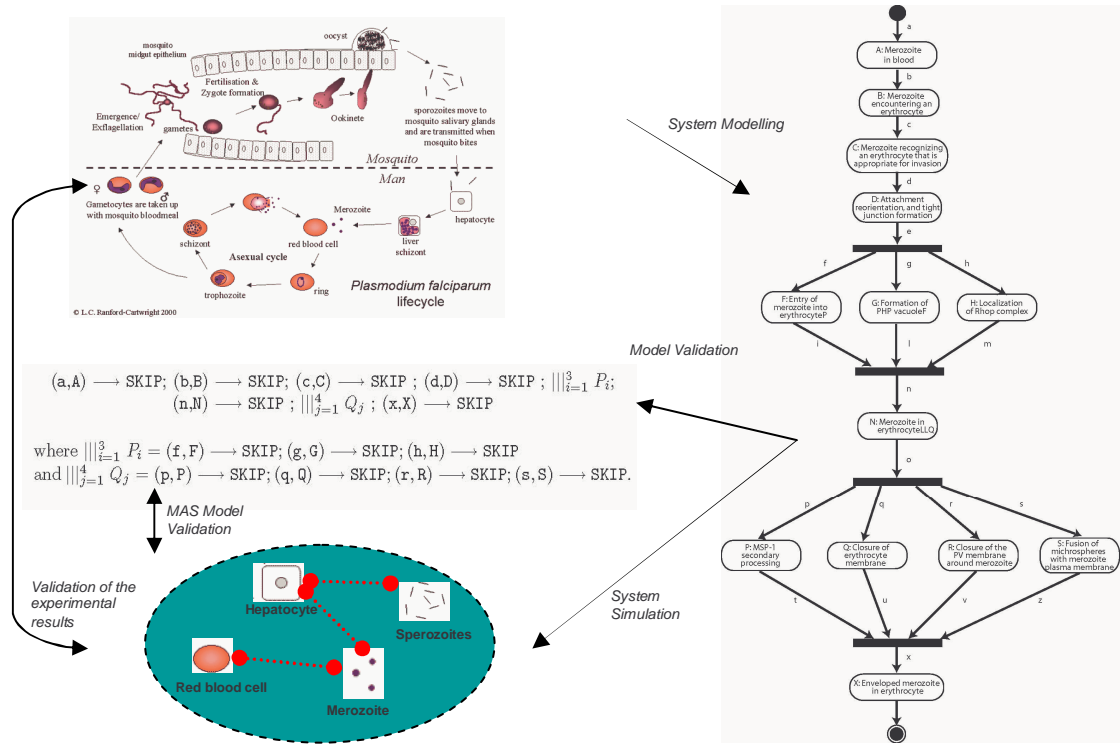 oocyst
mosquito
midgut epithelium
Fertilisation &
Zygote formation
Ookinete
Emergence/
Exflagellation
gametes
sporozoites move to
mosquito salivary glands
and are transmitted when
mosquito bites
Mosquito
Man
♀
♂
Gametocytes are taken up
with mosquito bloodmeal
Merozoite
hepatocyte
schizont
red blood cell
liver
schizont
Asexual cycle
trophozoite
ring
Plasmodium falciparum
lifecycle
© L.C. Ranford-Cartwright 2000
System Modelling
Model Validation
(a,A) ⟶ SKIP; (b,B) ⟶ SKIP; (c,C) ⟶ SKIP ; (d,D) ⟶ SKIP ; |||³ᵢ₌₁ Pᵢ;
(n,N) ⟶ SKIP ; |||⁴ⱼ₌₁ Qⱼ ; (x,X) ⟶ SKIP
where |||³ᵢ₌₁ Pᵢ = (f,F) ⟶ SKIP; (g,G) ⟶ SKIP; (h,H) ⟶ SKIP
and |||⁴ⱼ₌₁ Qⱼ = (p,P) ⟶ SKIP; (q,Q) ⟶ SKIP; (r,R) ⟶ SKIP; (s,S) ⟶ SKIP.
MAS Model
Validation
Validation of the
experimental
results
System
Simulation
Hepatocyte
Sperozoites
Red blood cell
Merozoite
a
A: Merozoite
in blood
b
B: Merozoite
encountering an
erythrocyte
c
C: Merozoite recognizing
an erythrocyte that is
appropriate for invasion
d
D: Attachment
reorientation, and tight
junction formation
e
f
g
h
F: Entry of
merozoite into
erythrocyteP
G: Formation of
PHP vacuoleF
H: Localization
of Rhop complex
i
l
m
n
N: Merozoite in
erythrocyteLLQ
o
p
q
r
s
P: MSP-1
secondary
processing
Q: Closure of
erythrocyte
membrane
R: Closure of the
PV membrane
around merozoite
S: Fusion of
michrospheres
with merozoite
plasma membrane
t
u
v
z
x
X: Enveloped merozoite
in erythrocyte